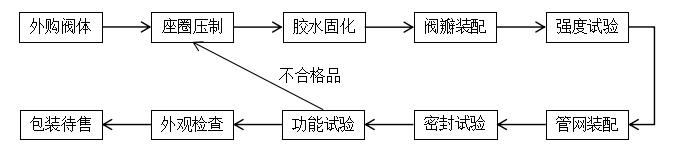 外购阀体
座圈压制
胶水固化
阀瓣装配
强度试验
不合格品
包装待售
外观检查
功能试验
密封试验
管网装配